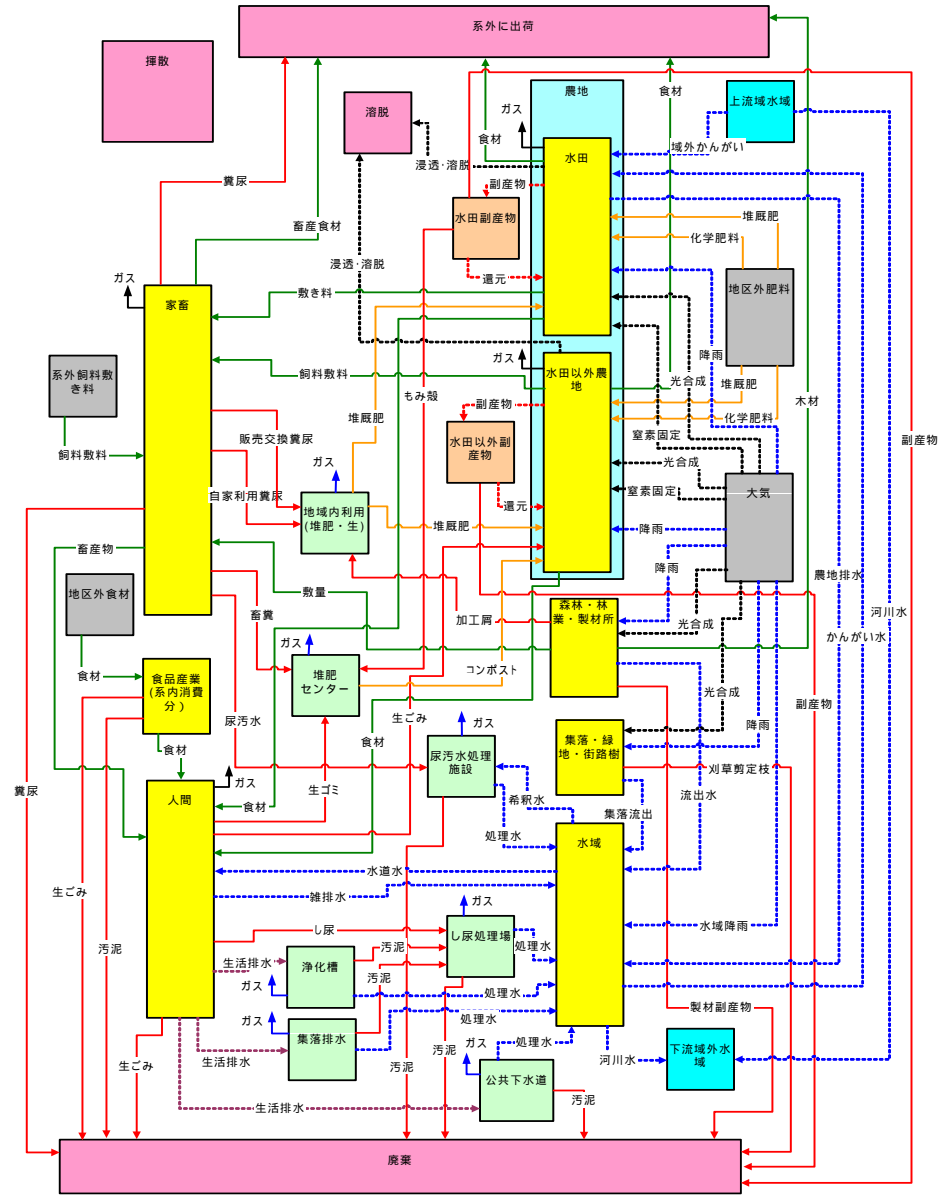 系外に出荷
揮散
農地
上流域水域
溶脱
ガス
食材
食材
水田
域外かんがい
浸透・溶脱
糞尿
副産物
水田副産物
堆厩肥
畜産食材
化学肥料
浸透・溶脱
ガス
還元
地区外肥料
家畜
敷き料
降雨
ガス
系外飼料敷
き料
飼料敷料
水田以外農
地
光合成
堆厩肥
もみ殻
木材
副産物
堆厩肥
化学肥料
販売交換糞尿
水田以外副
産物
窒素固定
副産物
飼料敷料
ガス
光合成
自家利用糞尿
窒素固定
大気
地域内利用
(堆肥・生)
還元
堆厩肥
降雨
畜産物
降雨
農地排水
地区外食材
敷量
森林・林
業・製材所
河川水
畜糞
加工屑
光合成
かんがい水
ガス
食材
食品産業
(系内消費
分)
堆肥
センター
コンポスト
光合成
副産物
尿汚水
生ごみ
ガス
降雨
食材
食材
尿汚水処理
施設
集落・緑
地・街路樹
刈草剪定枝
ガス
糞尿
生ゴミ
流出水
人間
食材
希釈水
集落流出
処理水
水域
水道水
生ごみ
雑排水
ガス
水域降雨
し尿
し尿処理場
汚泥
汚泥
処理水
生活排水
浄化槽
汚泥
ガス
処理水
製材副産物
ガス
処理水
集落排水
処理水
ガス
汚泥
生ごみ
生活排水
汚泥
河川水
下流域外水
域
公共下水道
生活排水
汚泥
廃棄